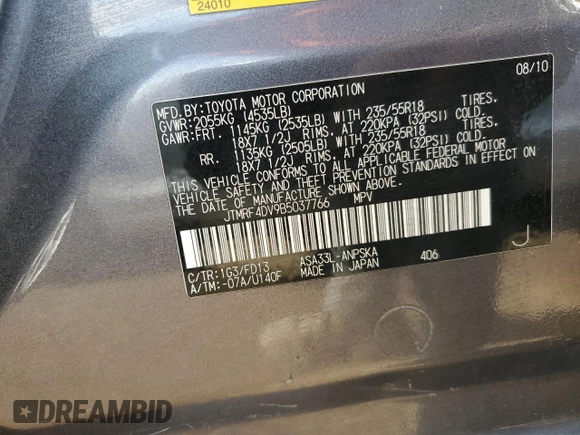 24010
MFD.BY:TOYOTA MOTOR CORPORATION 08/10
GVWR:2055KG (4535LB)
GAWR:FRT. 1145KG (2535LB) WITH 235/55R18 TIRES.
18X7 1/2J RIMS. AT 220KPA (32PSI) COLD.
RR. 1135KG (2505LB) WITH 235/55R18 TIRES.
18X7 1/2J RIMS. AT 220KPA (32PSI) COLD.
THIS VEHICLE CONFORMS TO ALL APPLICABLE FEDERAL MOTOR
VEHICLE SAFETY AND THEFT PREVENTION STANDARDS IN EFFECT ON
THE DATE OF MANUFACTURE SHOWN ABOVE.
JTMRF4DV9B5037766 MPV
C/TR:1G3/FD13 ASA33L-ANPSKA 406 J
A/TM:-07A/U140F MADE IN JAPAN
DREAMBID